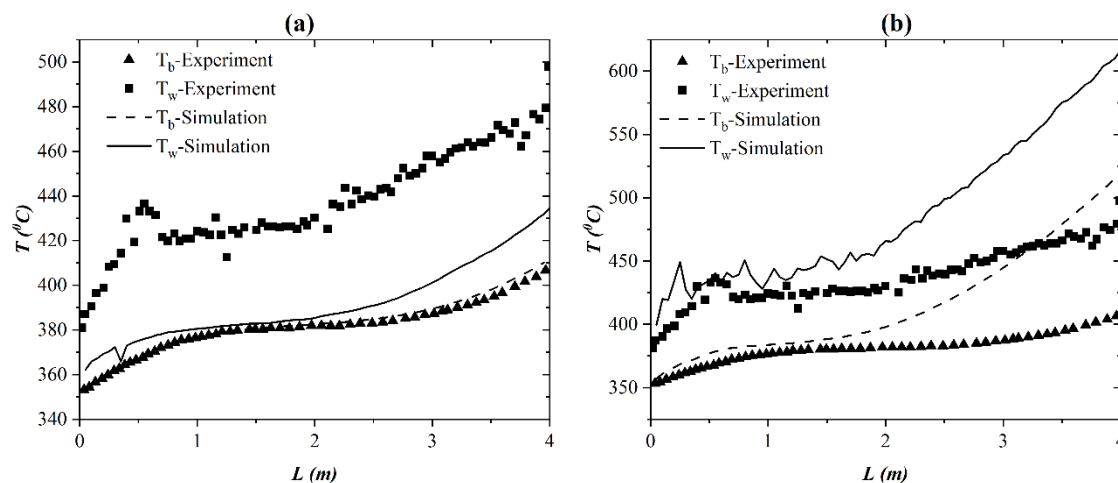 (a)
T_b-Experiment
T_w-Experiment
T_b-Simulation
T_w-Simulation
500
480
460
440
420
400
380
360
340
T (⁰C)
0 1 2 3 4
L (m)
(b)
T_b-Experiment
T_w-Experiment
T_b-Simulation
T_w-Simulation
600
550
500
450
400
350
T (⁰C)
0 1 2 3 4
L (m)